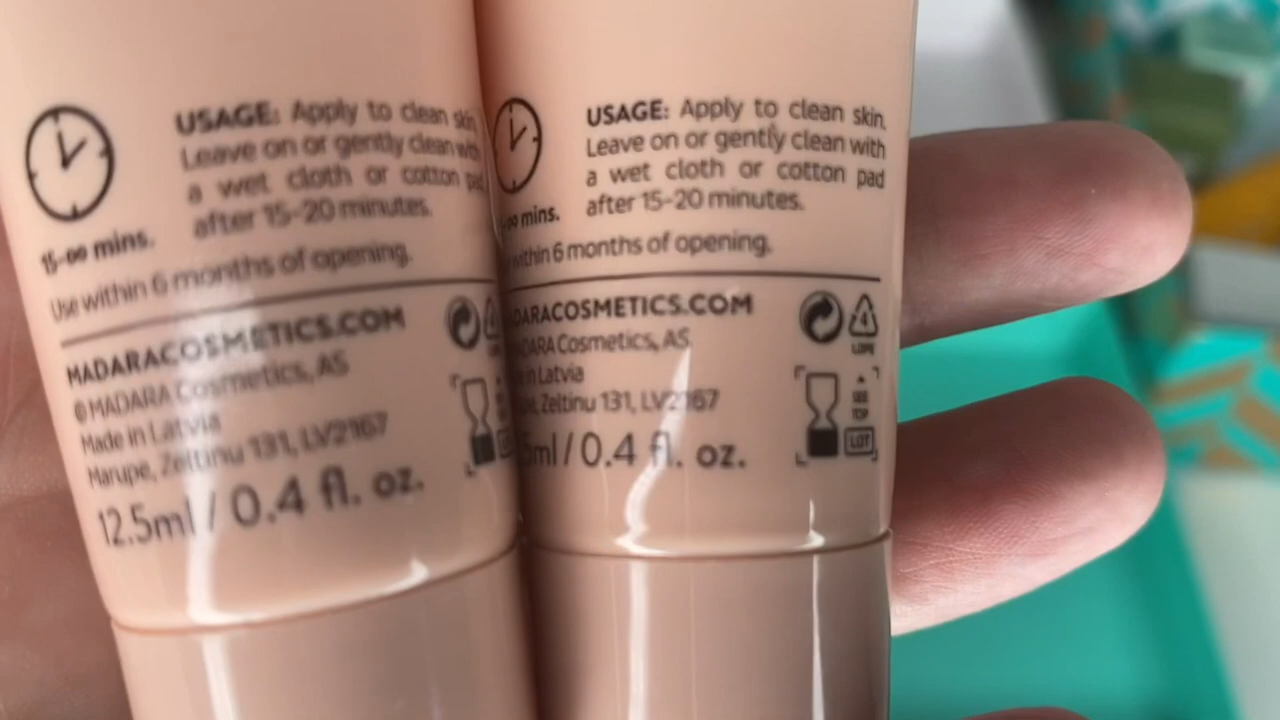 USAGE: Apply to clean skin.
Leave on or gently clean with
a wet cloth or cotton pad
after 15-20 minutes.
15-∞ mins.
Use within 6 months of opening.
MADARACOSMETICS.COM
©MADARA Cosmetics, AS
Made in Latvia
Marupe, Zeltinu 131, LV2167
12.5ml / 0.4 fl. oz.
USAGE: Apply to clean skin.
Leave on or gently clean with
a wet cloth or cotton pad
after 15-20 minutes.
mins.
within 6 months of opening.
DARACOSMETICS.COM
DARA Cosmetics, AS
in Latvia
Zeltinu 131, LV2167
5ml / 0.4 fl. oz.
4
LDPE
LOT